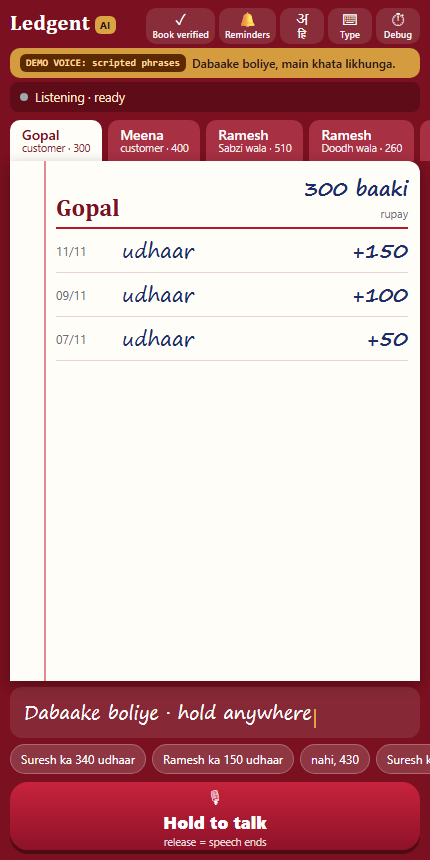 Ledgent AI
✓ Book verified
🔔 Reminders
अ हि
⌨ Type
⏱ Debug
DEMO VOICE: scripted phrases Dabaake boliye, main khata likhunga.
Listening · ready
Gopal
customer · 300
Meena
customer · 400
Ramesh
Sabzi wala · 510
Ramesh
Doodh wala · 260
300 baaki
Gopal
rupay
11/11 udhaar +150
09/11 udhaar +100
07/11 udhaar +50
Dabaake boliye · hold anywhere
Suresh ka 340 udhaar
Ramesh ka 150 udhaar
nahi, 430
Suresh k
Hold to talk
release = speech ends